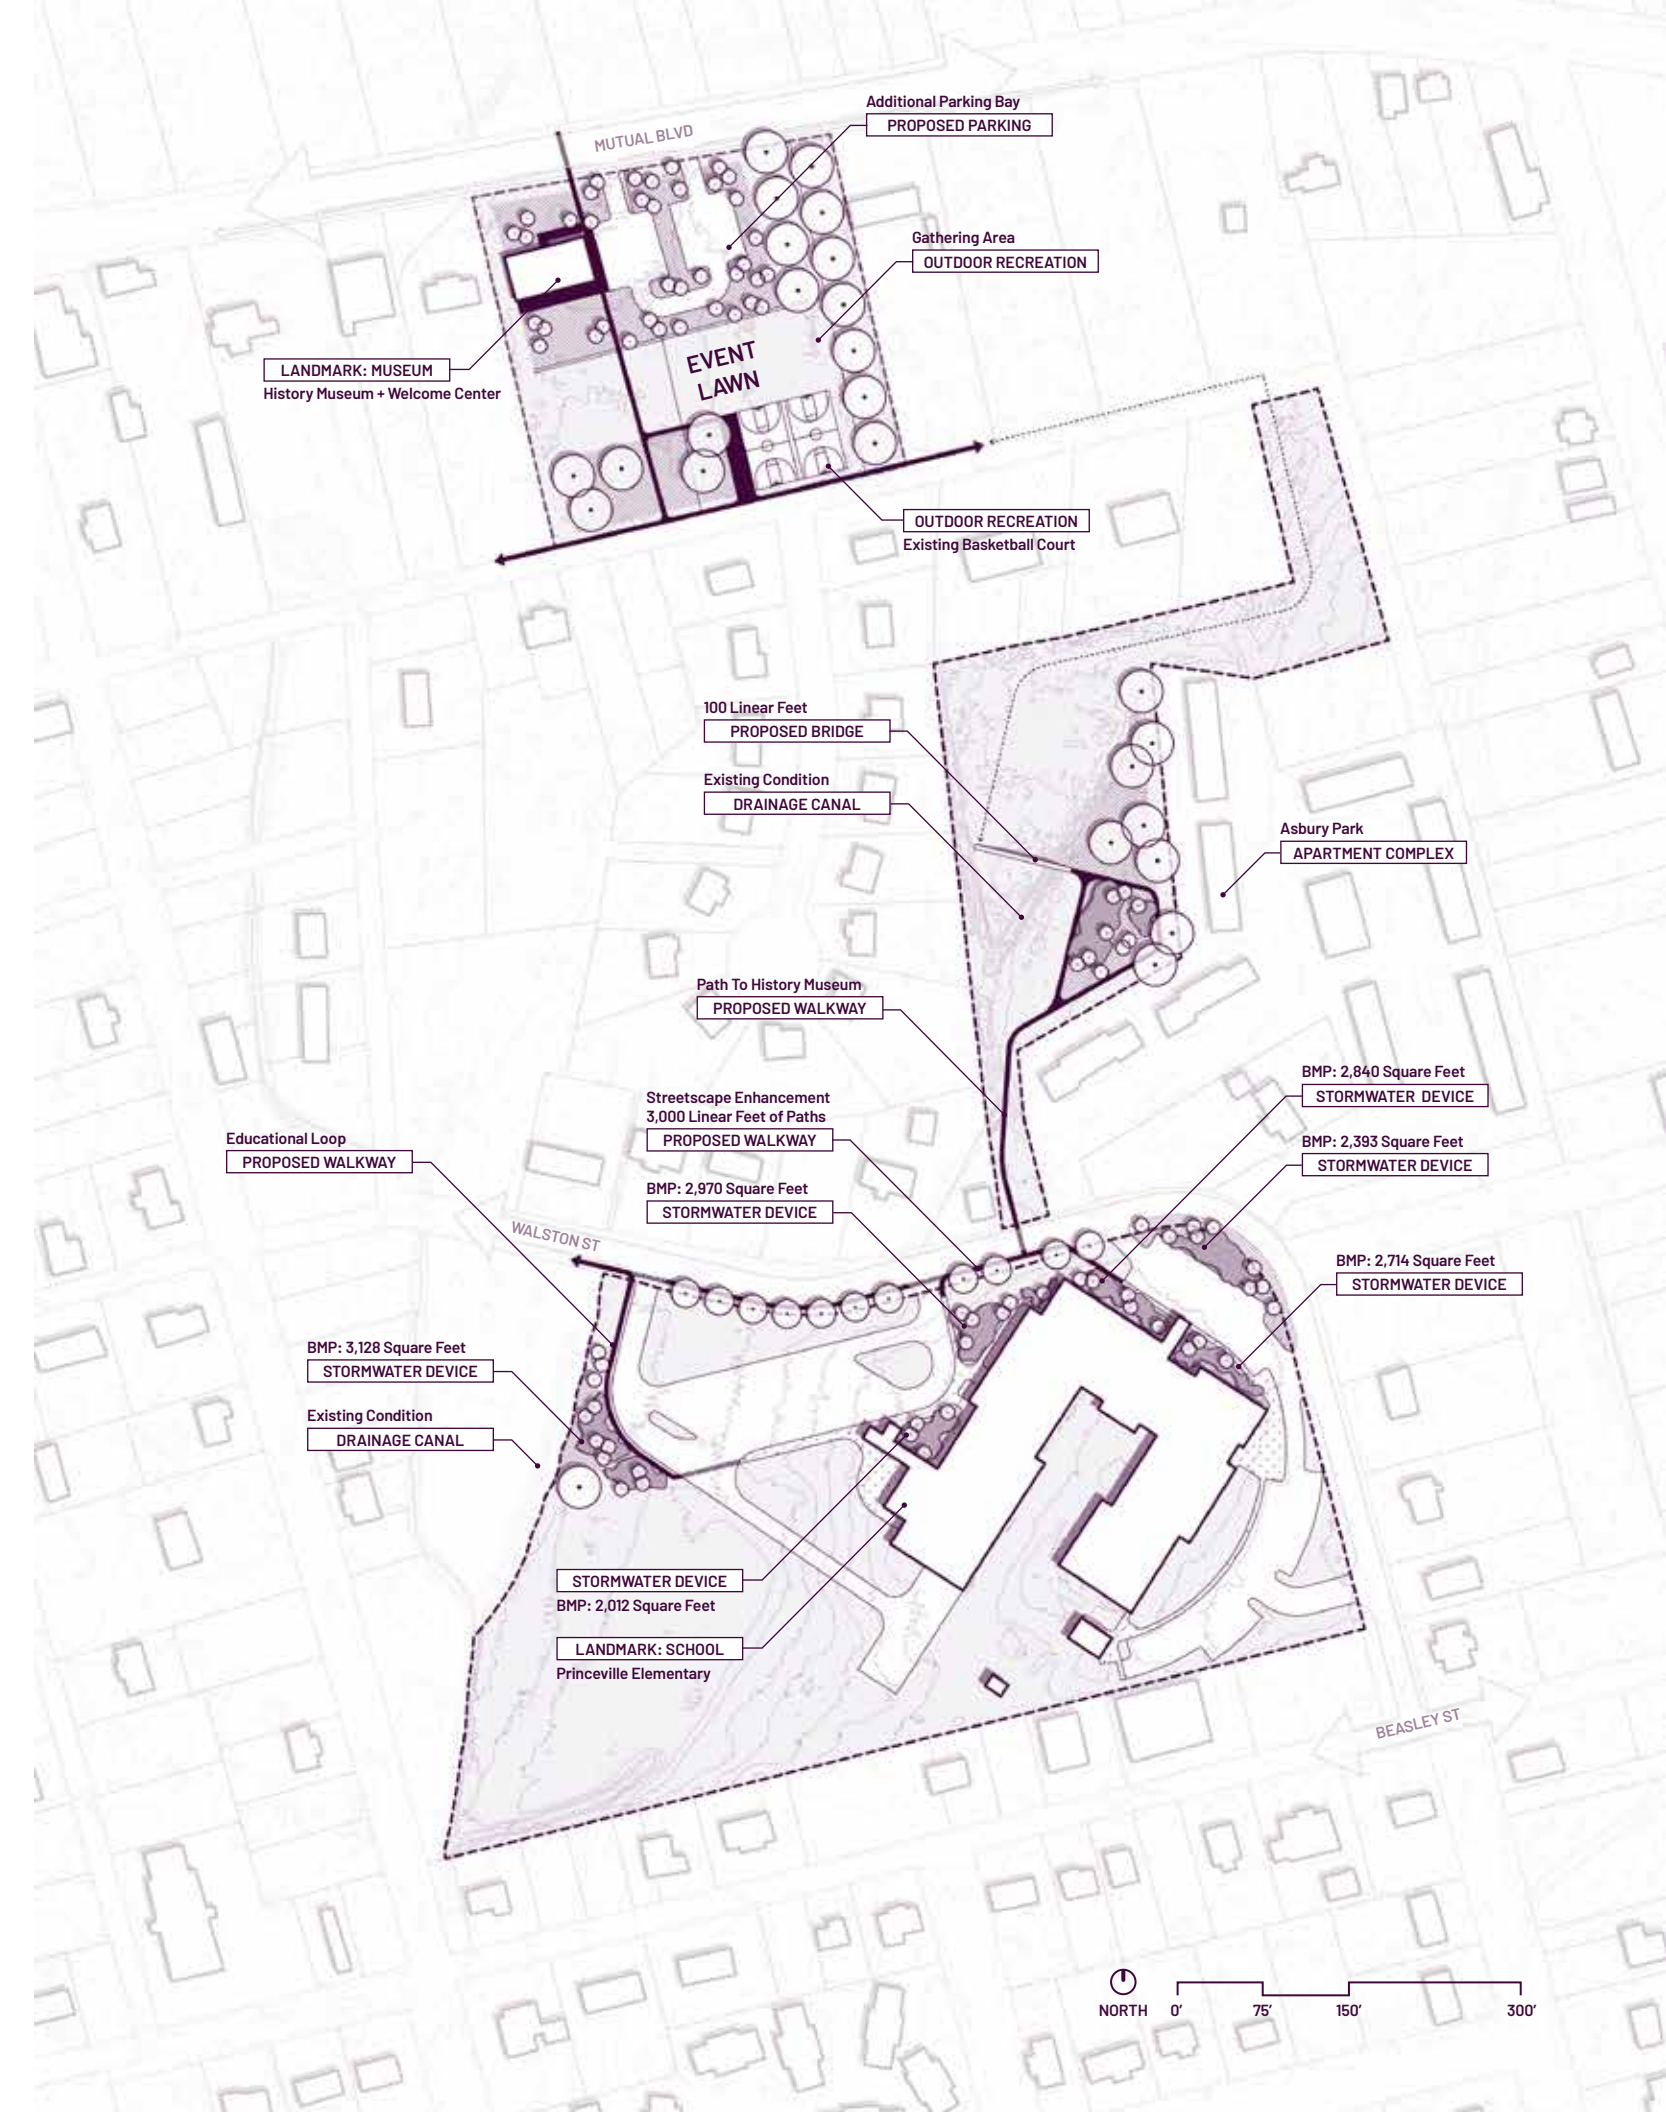 Additional Parking Bay
PROPOSED PARKING
MUTUAL BLVD
Gathering Area
OUTDOOR RECREATION
EVENT
LAWN
LANDMARK: MUSEUM
History Museum + Welcome Center
OUTDOOR RECREATION
Existing Basketball Court
100 Linear Feet
PROPOSED BRIDGE
Existing Condition
DRAINAGE CANAL
Asbury Park
APARTMENT COMPLEX
Path To History Museum
PROPOSED WALKWAY
BMP: 2,840 Square Feet
STORMWATER DEVICE
Streetscape Enhancement
3,000 Linear Feet of Paths
PROPOSED WALKWAY
Educational Loop
PROPOSED WALKWAY
BMP: 2,393 Square Feet
STORMWATER DEVICE
BMP: 2,970 Square Feet
STORMWATER DEVICE
WALSTON ST
BMP: 2,714 Square Feet
STORMWATER DEVICE
BMP: 3,128 Square Feet
STORMWATER DEVICE
Existing Condition
DRAINAGE CANAL
STORMWATER DEVICE
BMP: 2,012 Square Feet
LANDMARK: SCHOOL
Princeville Elementary
BEASLEY ST
NORTH 0' 75' 150' 300'